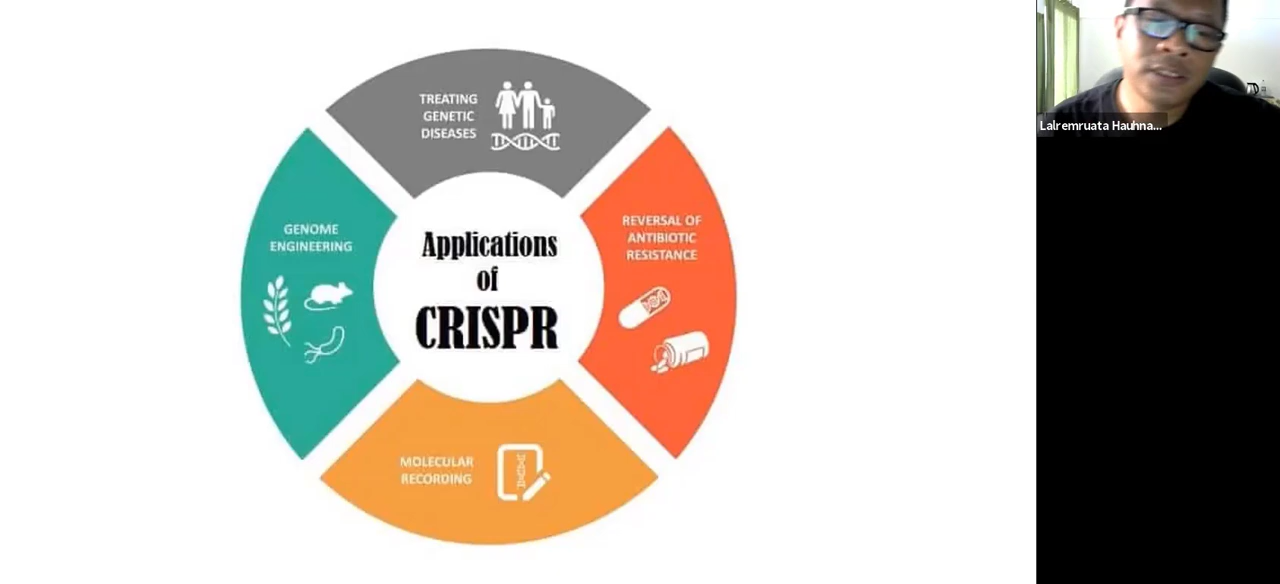 TREATING
GENETIC
DISEASES
REVERSAL OF
ANTIBIOTIC
RESISTANCE
GENOME
ENGINEERING
Applications
of
CRISPR
MOLECULAR
RECORDING
Lalremruata Hauhna...